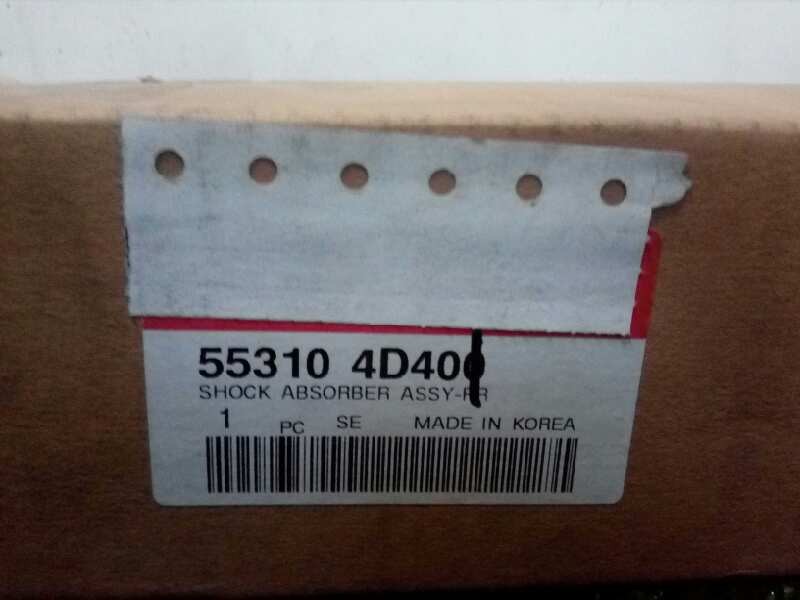 55310 4D400
SHOCK ABSORBER ASSY-RR
1 PC SE MADE IN KOREA